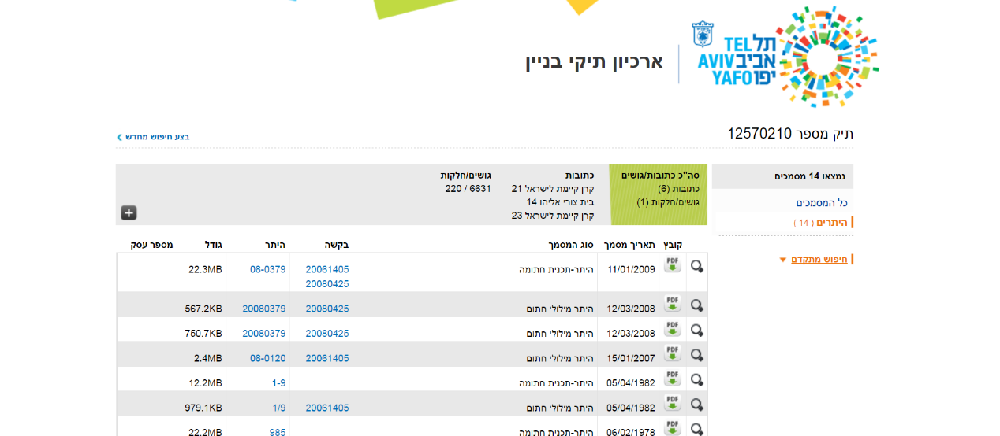 תל TEL
אביב AVIV
יפו YAFO
ארכיון תיקי בניין
תיק מספר 12570210
בצע חיפוש מחדש
נמצאו 14 מסמכים
כל המסמכים
היתרים ( 14 )
חיפוש מתקדם
סה"כ כתובות/גושים
כתובות (6)
גושים/חלקות (1)
כתובות
קרן קיימת לישראל 21
בית צורי אליהו 14
קרן קיימת לישראל 23
גושים/חלקות
6631 / 220
קובץ תאריך מסמך סוג המסמך בקשה היתר גודל מספר עסק
PDF 11/01/2009 היתר-תכנית חתומה 20061405 08-0379 22.3MB
20080425
PDF 12/03/2008 היתר מילולי חתום 20080425 20080379 567.2KB
PDF 12/03/2008 היתר מילולי חתום 20080425 20080379 750.7KB
PDF 15/01/2007 היתר מילולי חתום 20061405 08-0120 2.4MB
PDF 05/04/1982 היתר-תכנית חתומה 1-9 12.2MB
PDF 05/04/1982 היתר מילולי חתום 20061405 1/9 979.1KB
PDF 06/02/1978 היתר-תכנית חתומה 985 22.2MB